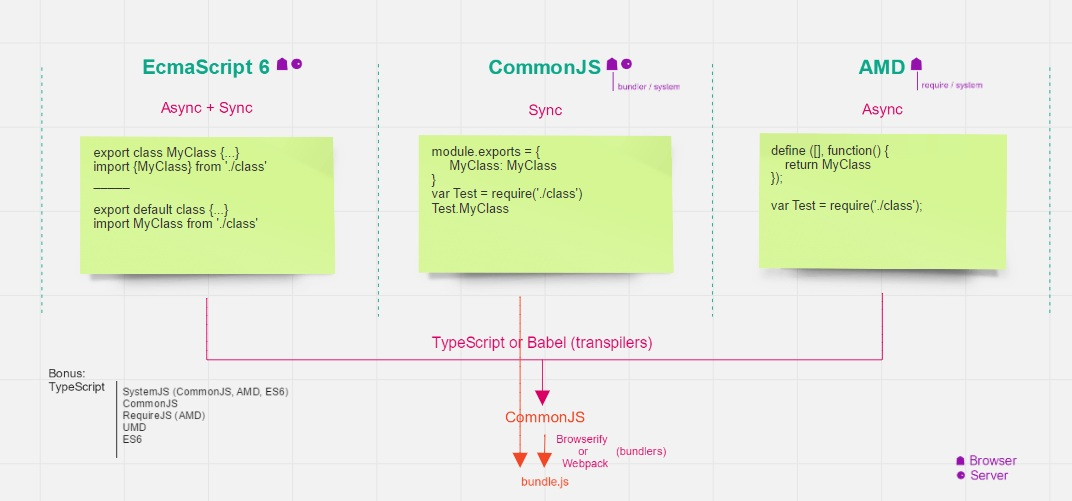 EcmaScript 6
Async + Sync
export class MyClass {...}
import {MyClass} from './class'
_____
export default class {...}
import MyClass from './class'
CommonJS
bundler / system
Sync
module.exports = {
MyClass: MyClass
}
var Test = require('./class')
Test.MyClass
AMD
require / system
Async
define ([], function() {
return MyClass
});
var Test = require('./class');
TypeScript or Babel (transpilers)
Bonus:
TypeScript
SystemJS (CommonJS, AMD, ES6)
CommonJS
RequireJS (AMD)
UMD
ES6
CommonJS
Browserify
or
Webpack
(bundlers)
bundle.js
Browser
Server